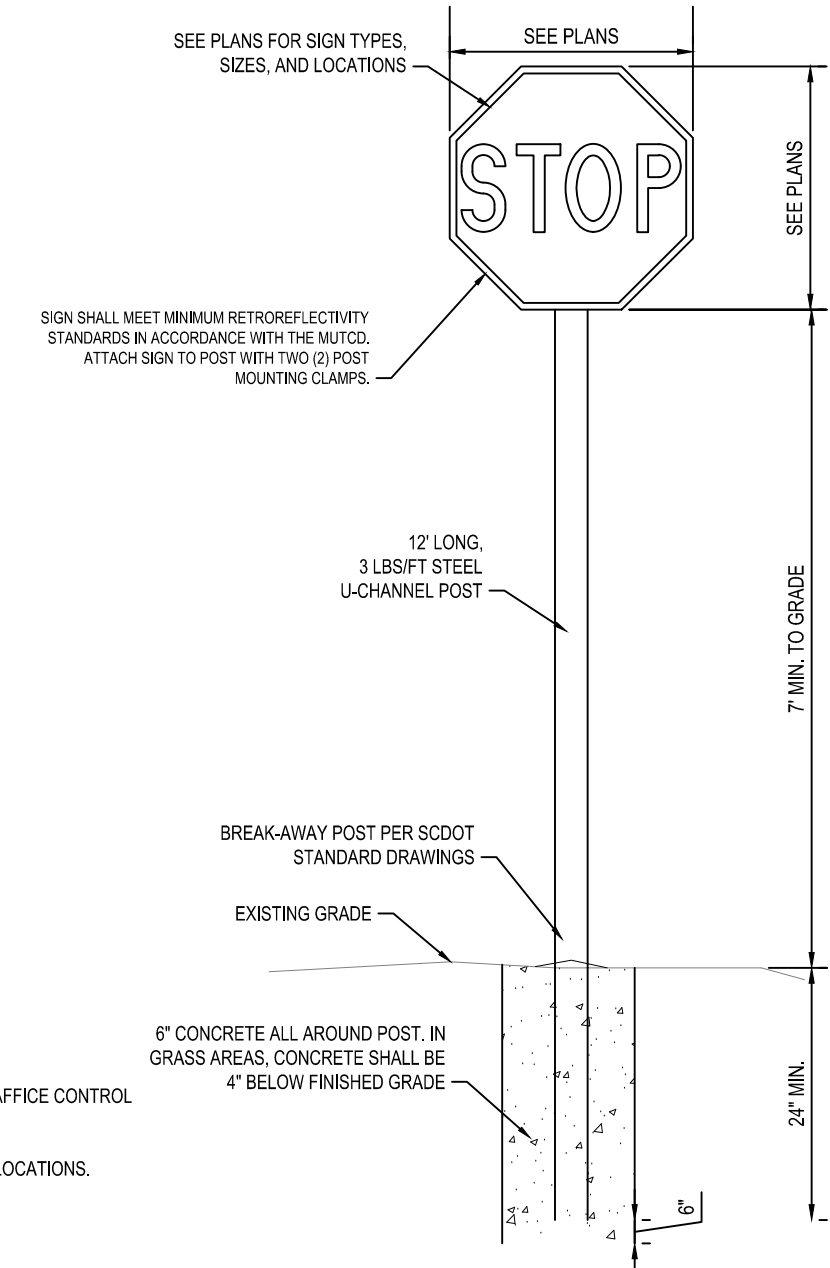 SEE PLANS FOR SIGN TYPES,
SIZES, AND LOCATIONS
SEE PLANS
STOP
SEE PLANS
SIGN SHALL MEET MINIMUM RETROREFLECTIVITY
STANDARDS IN ACCORDANCE WITH THE MUTCD.
ATTACH SIGN TO POST WITH TWO (2) POST
MOUNTING CLAMPS.
12' LONG,
3 LBS/FT STEEL
U-CHANNEL POST
7' MIN. TO GRADE
BREAK-AWAY POST PER SCDOT
STANDARD DRAWINGS
EXISTING GRADE
6" CONCRETE ALL AROUND POST. IN
GRASS AREAS, CONCRETE SHALL BE
4" BELOW FINISHED GRADE
24" MIN.
6"
AFFICE CONTROL
LOCATIONS.